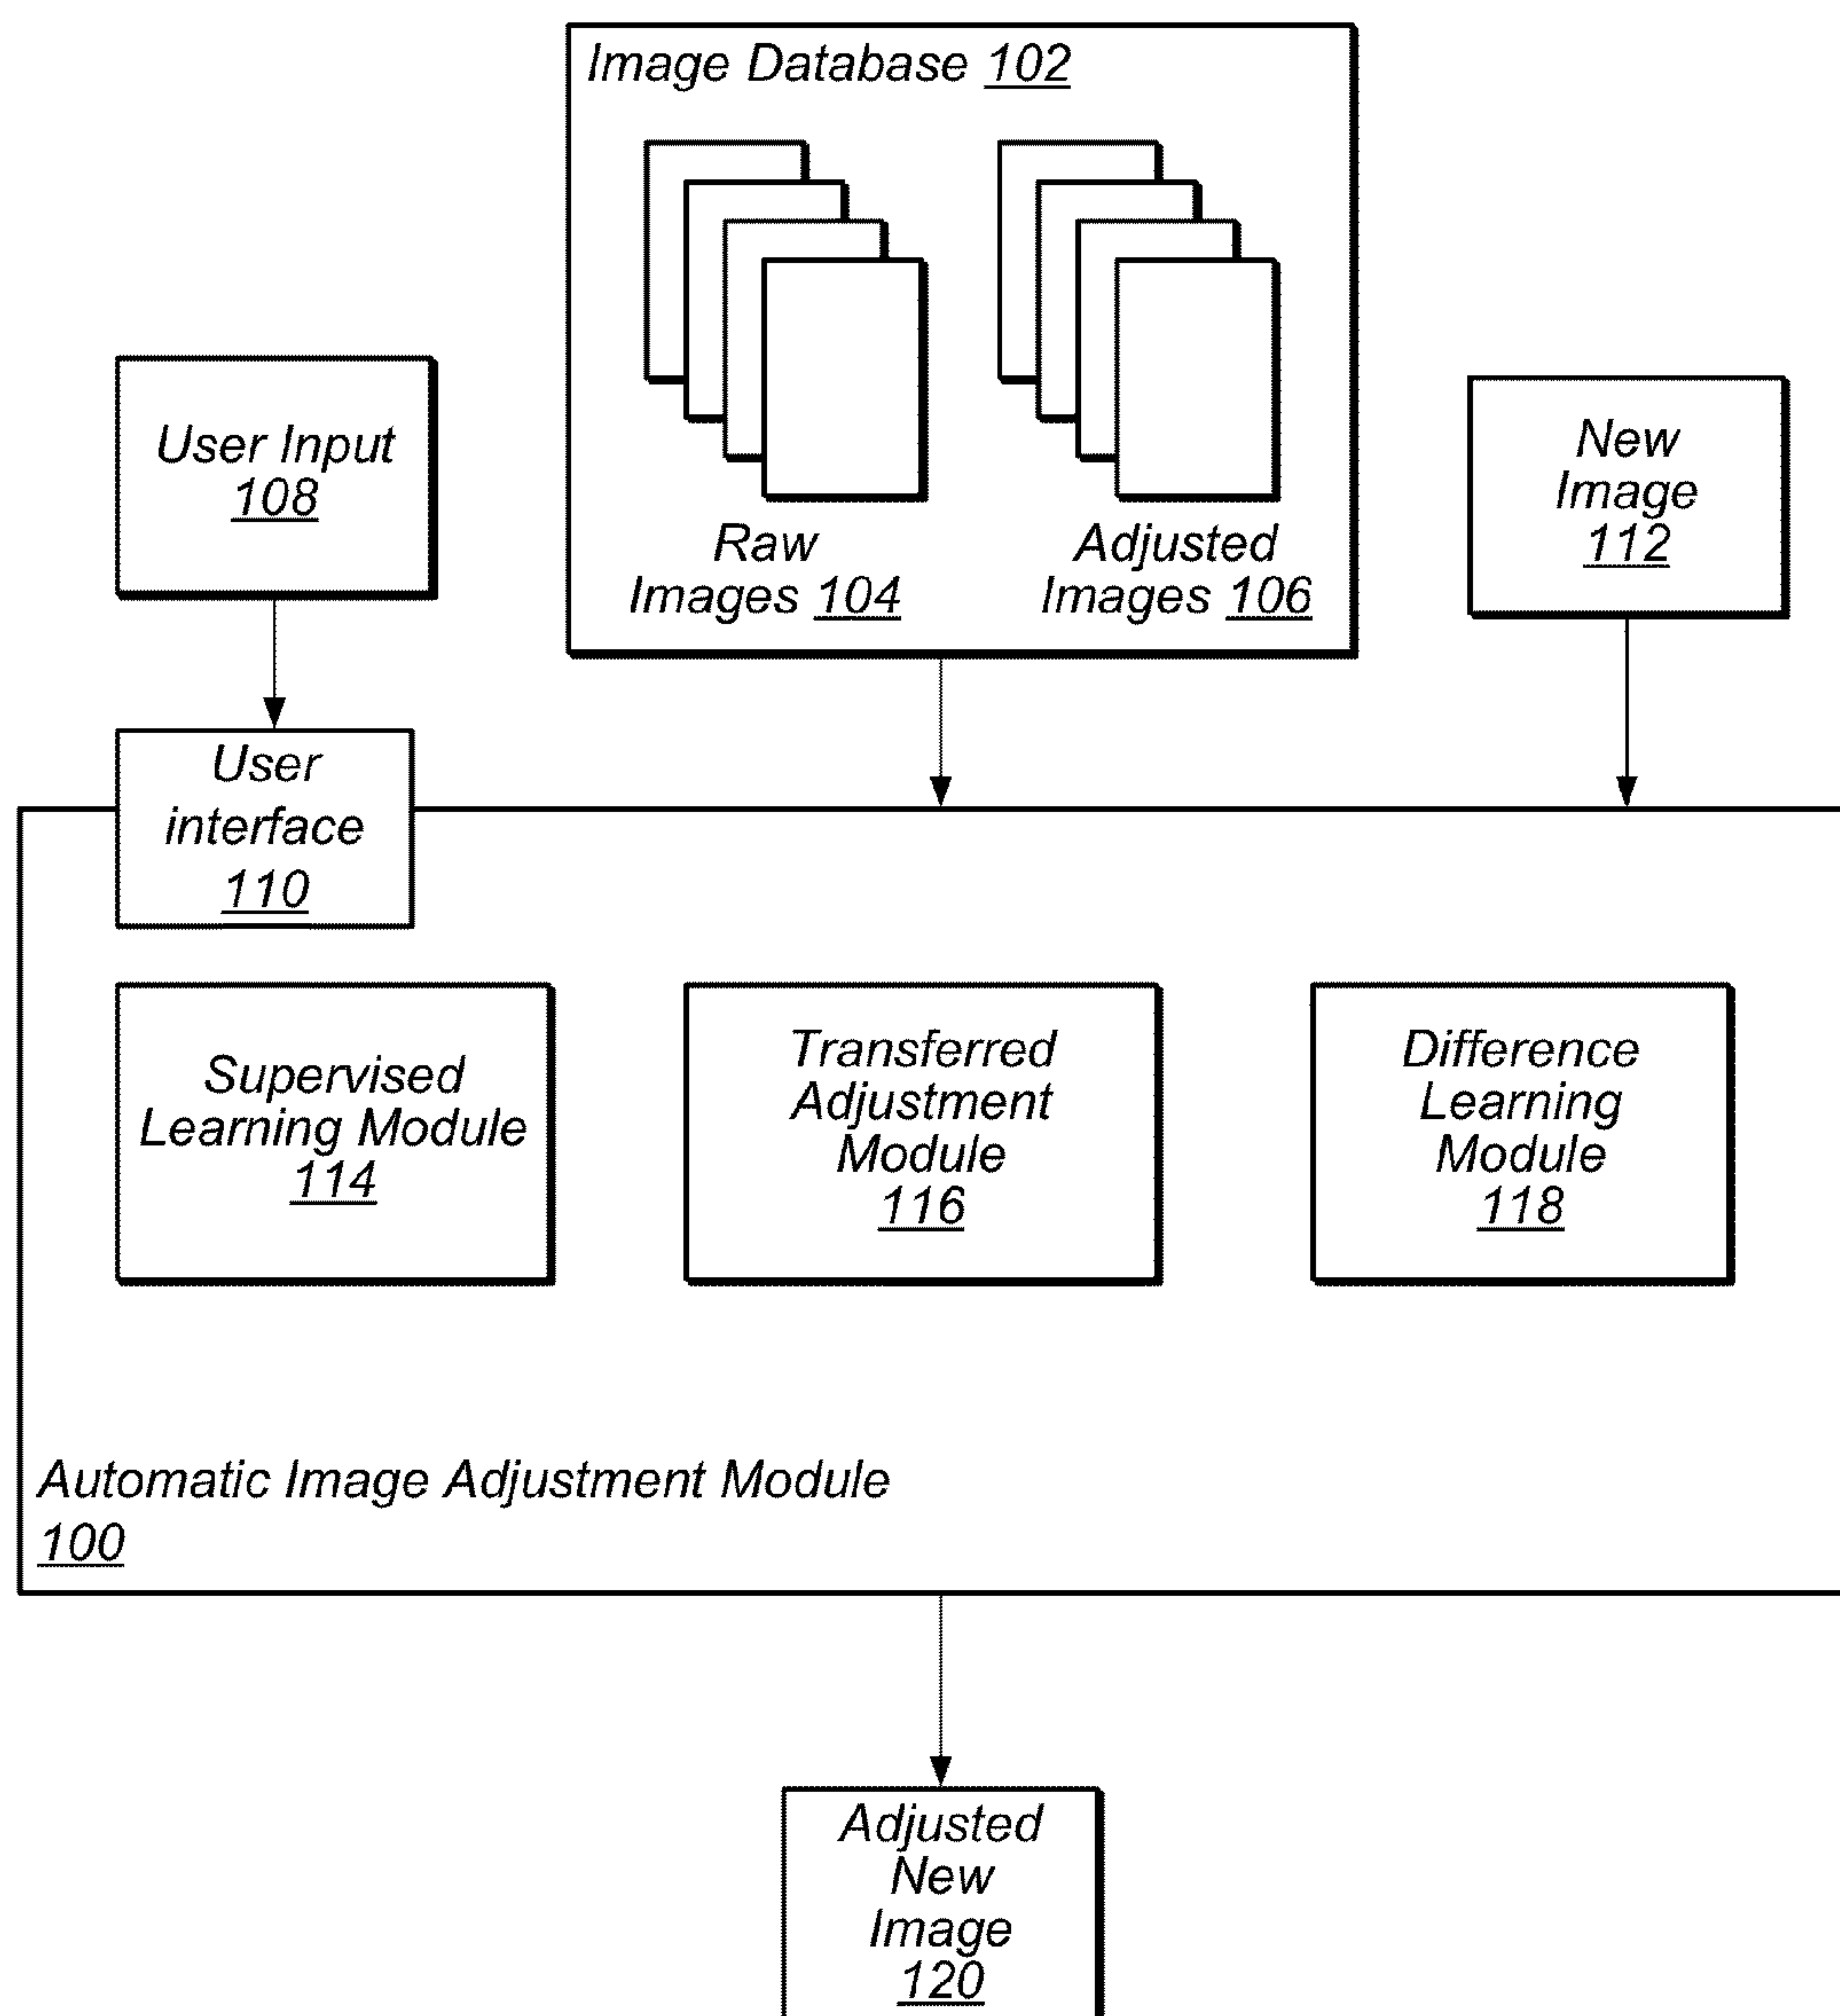 Image Database 102
Raw
Images 104
Adjusted
Images 106
User Input
108
New
Image
112
User
interface
110
Supervised
Learning Module
114
Transferred
Adjustment
Module
116
Difference
Learning
Module
118
Automatic Image Adjustment Module
100
Adjusted
New
Image
120